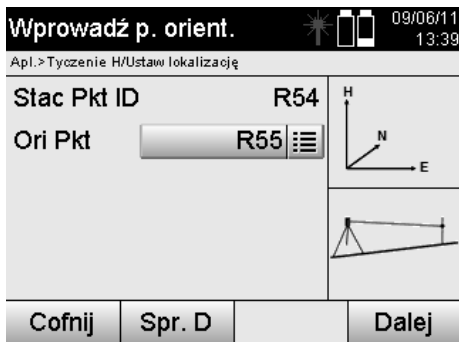 Wprowadź p. orient.
09/06/11
13:39
Apl.>Tyczenie H/Ustaw lokalizację
Stac Pkt ID R54
Ori Pkt R55
H
N
E
Cofnij Spr. D Dalej